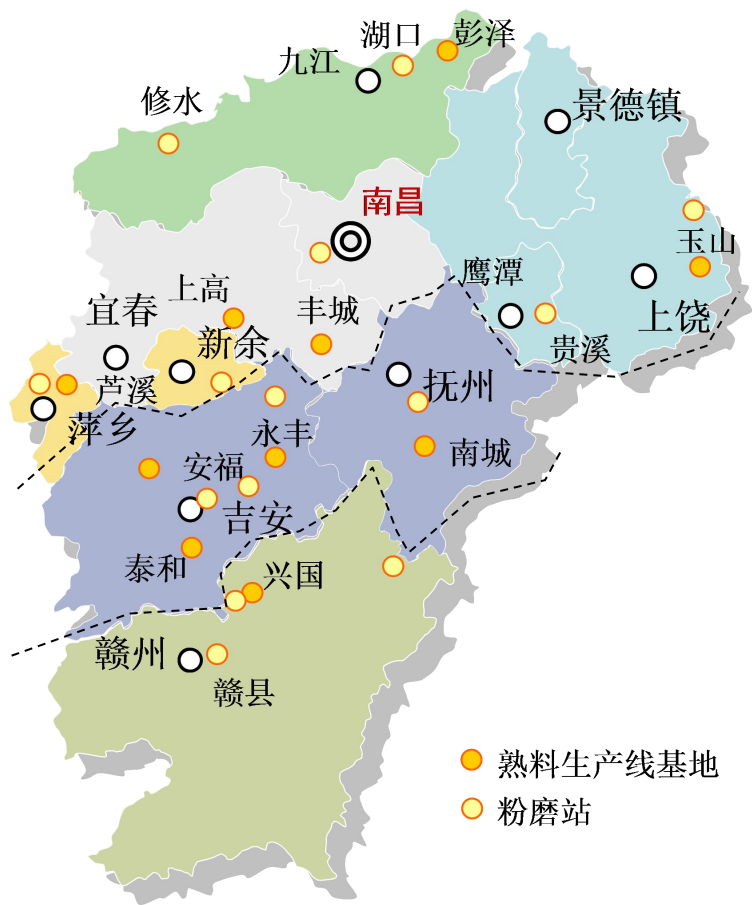 湖口
彭泽
九江
修水
景德镇
南昌
玉山
鹰潭
上高
宜春
丰城
上饶
新余
贵溪
芦溪
抚州
萍乡
永丰
南城
安福
吉安
泰和
兴国
赣州
赣县
熟料生产线基地
粉磨站